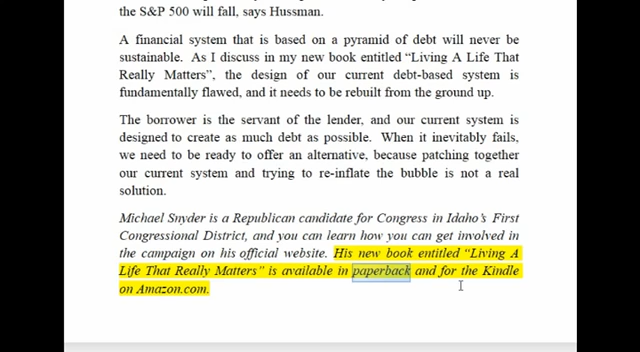 the S&P 500 will fall, says Hussman.
A financial system that is based on a pyramid of debt will never be
sustainable. As I discuss in my new book entitled “Living A Life That
Really Matters”, the design of our current debt-based system is
fundamentally flawed, and it needs to be rebuilt from the ground up.
The borrower is the servant of the lender, and our current system is
designed to create as much debt as possible. When it inevitably fails,
we need to be ready to offer an alternative, because patching together
our current system and trying to re-inflate the bubble is not a real
solution.
Michael Snyder is a Republican candidate for Congress in Idaho’s First
Congressional District, and you can learn how you can get involved in
the campaign on his official website. His new book entitled “Living A
Life That Really Matters” is available in paperback and for the Kindle
on Amazon.com.